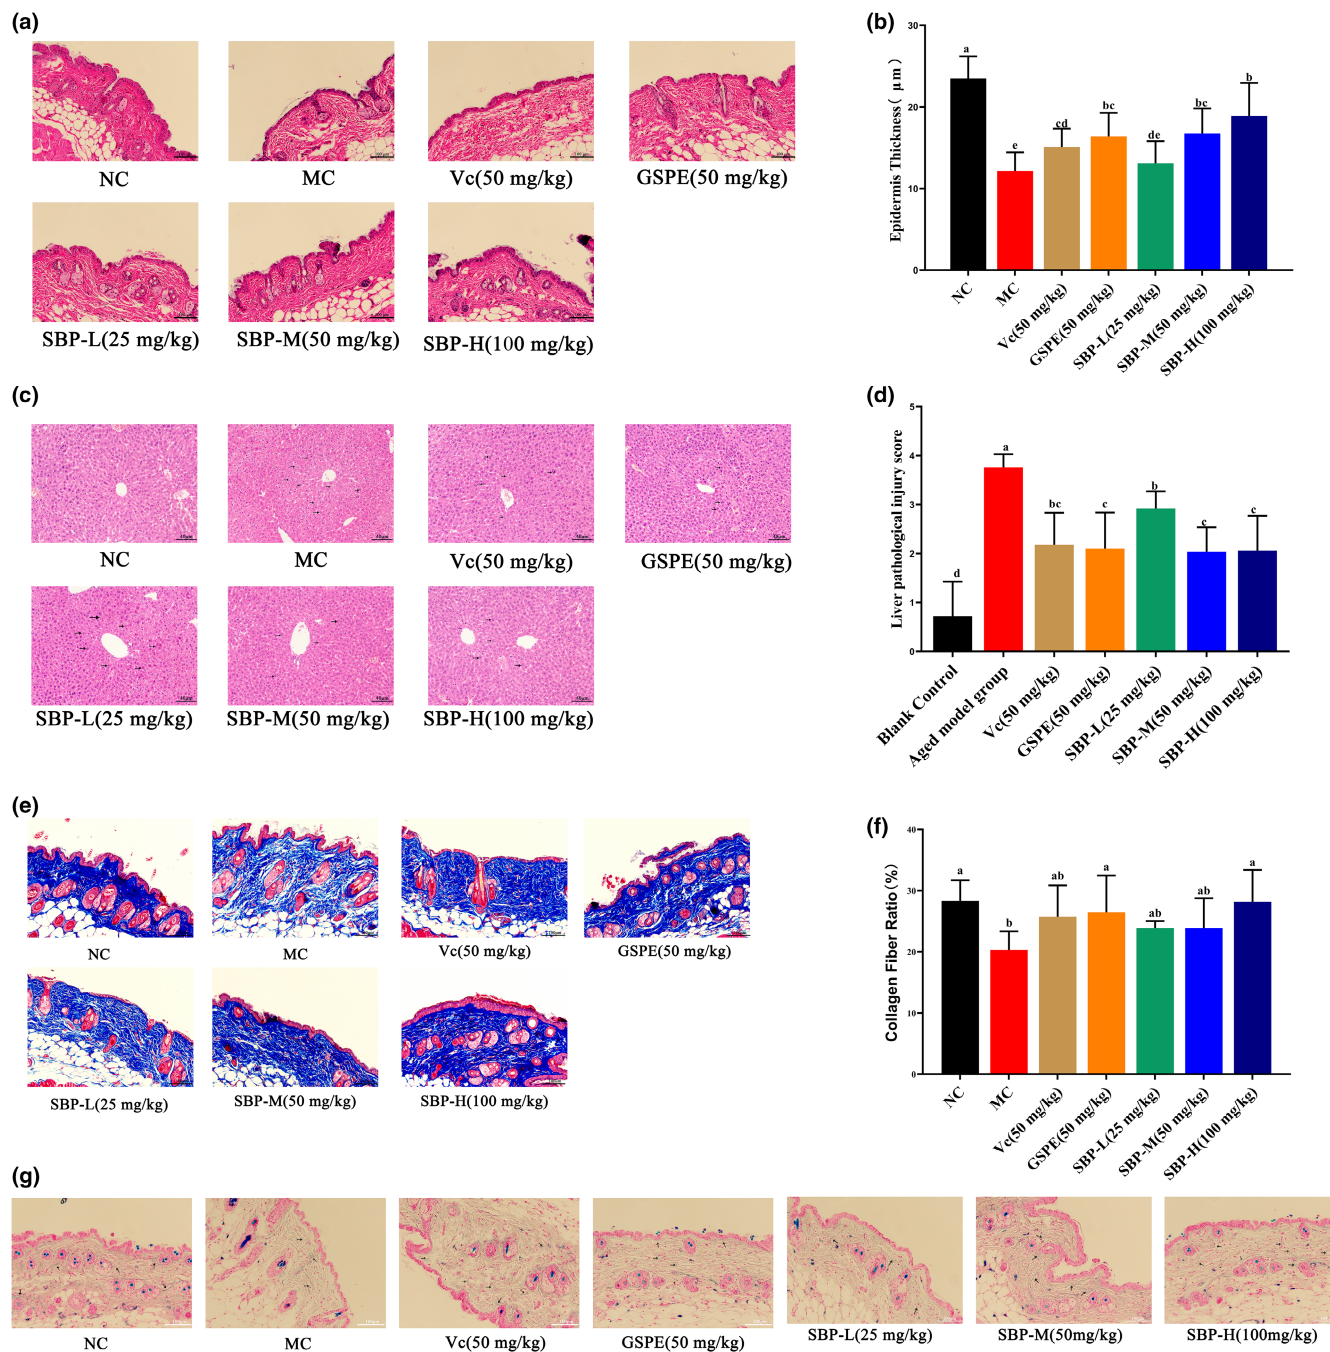 (a)
NC
MC
Vc(50 mg/kg)
GSPE(50 mg/kg)
SBP-L(25 mg/kg)
SBP-M(50 mg/kg)
SBP-H(100 mg/kg)
(b)
Epidermis Thickness( μm )
30
20
10
0
a
e
cd
bc
de
bc
b
NC
MC
Vc(50 mg/kg)
GSPE(50 mg/kg)
SBP-L(25 mg/kg)
SBP-M(50 mg/kg)
SBP-H(100 mg/kg)
(c)
NC
MC
Vc(50 mg/kg)
GSPE(50 mg/kg)
SBP-L(25 mg/kg)
SBP-M(50 mg/kg)
SBP-H(100 mg/kg)
(d)
Liver pathological injury score
5
4
3
2
1
0
d
a
bc
c
b
c
c
Blank Control
Aged model group
Vc(50 mg/kg)
GSPE(50 mg/kg)
SBP-L(25 mg/kg)
SBP-M(50 mg/kg)
SBP-H(100 mg/kg)
(e)
NC
MC
Vc(50 mg/kg)
GSPE(50 mg/kg)
SBP-L(25 mg/kg)
SBP-M(50 mg/kg)
SBP-H(100 mg/kg)
(f)
Collagen Fiber Ratio(%)
40
30
20
10
0
a
b
ab
a
ab
ab
a
NC
MC
Vc(50 mg/kg)
GSPE(50 mg/kg)
SBP-L(25 mg/kg)
SBP-M(50 mg/kg)
SBP-H(100 mg/kg)
(g)
NC
MC
Vc(50 mg/kg)
GSPE(50 mg/kg)
SBP-L(25 mg/kg)
SBP-M(50mg/kg)
SBP-H(100mg/kg)